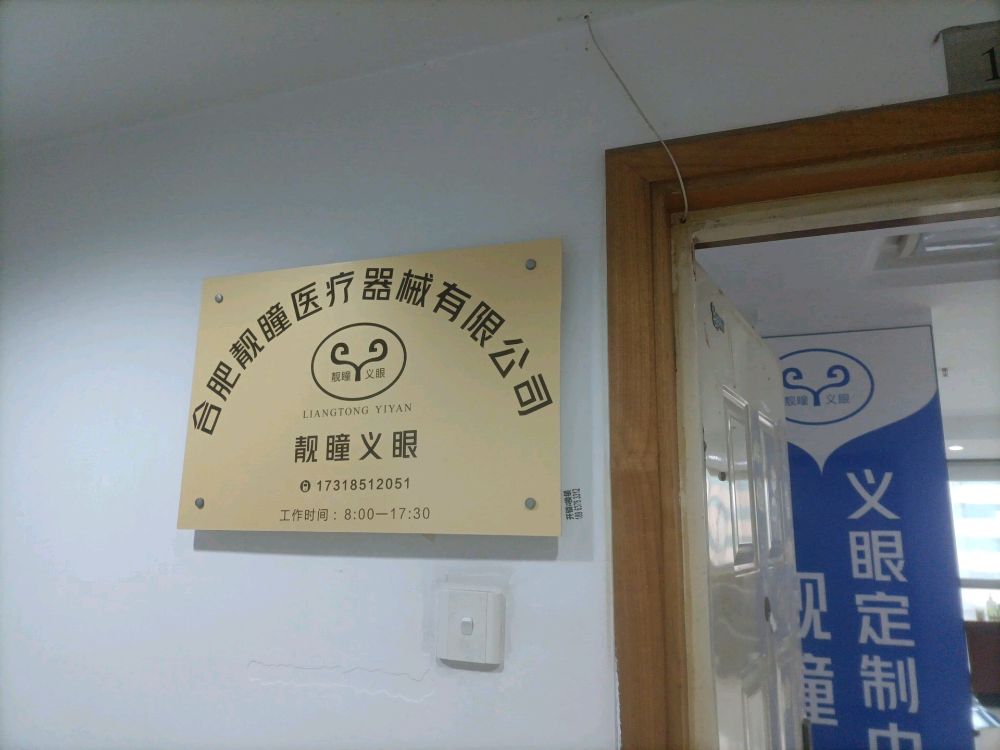 合肥靓瞳医疗器械有限公司
靓瞳 义眼
LIANGTONG YIYAN
靓瞳义眼
17318512051
工作时间：8:00—17:30
靓瞳 义眼
义眼定制中
靓瞳